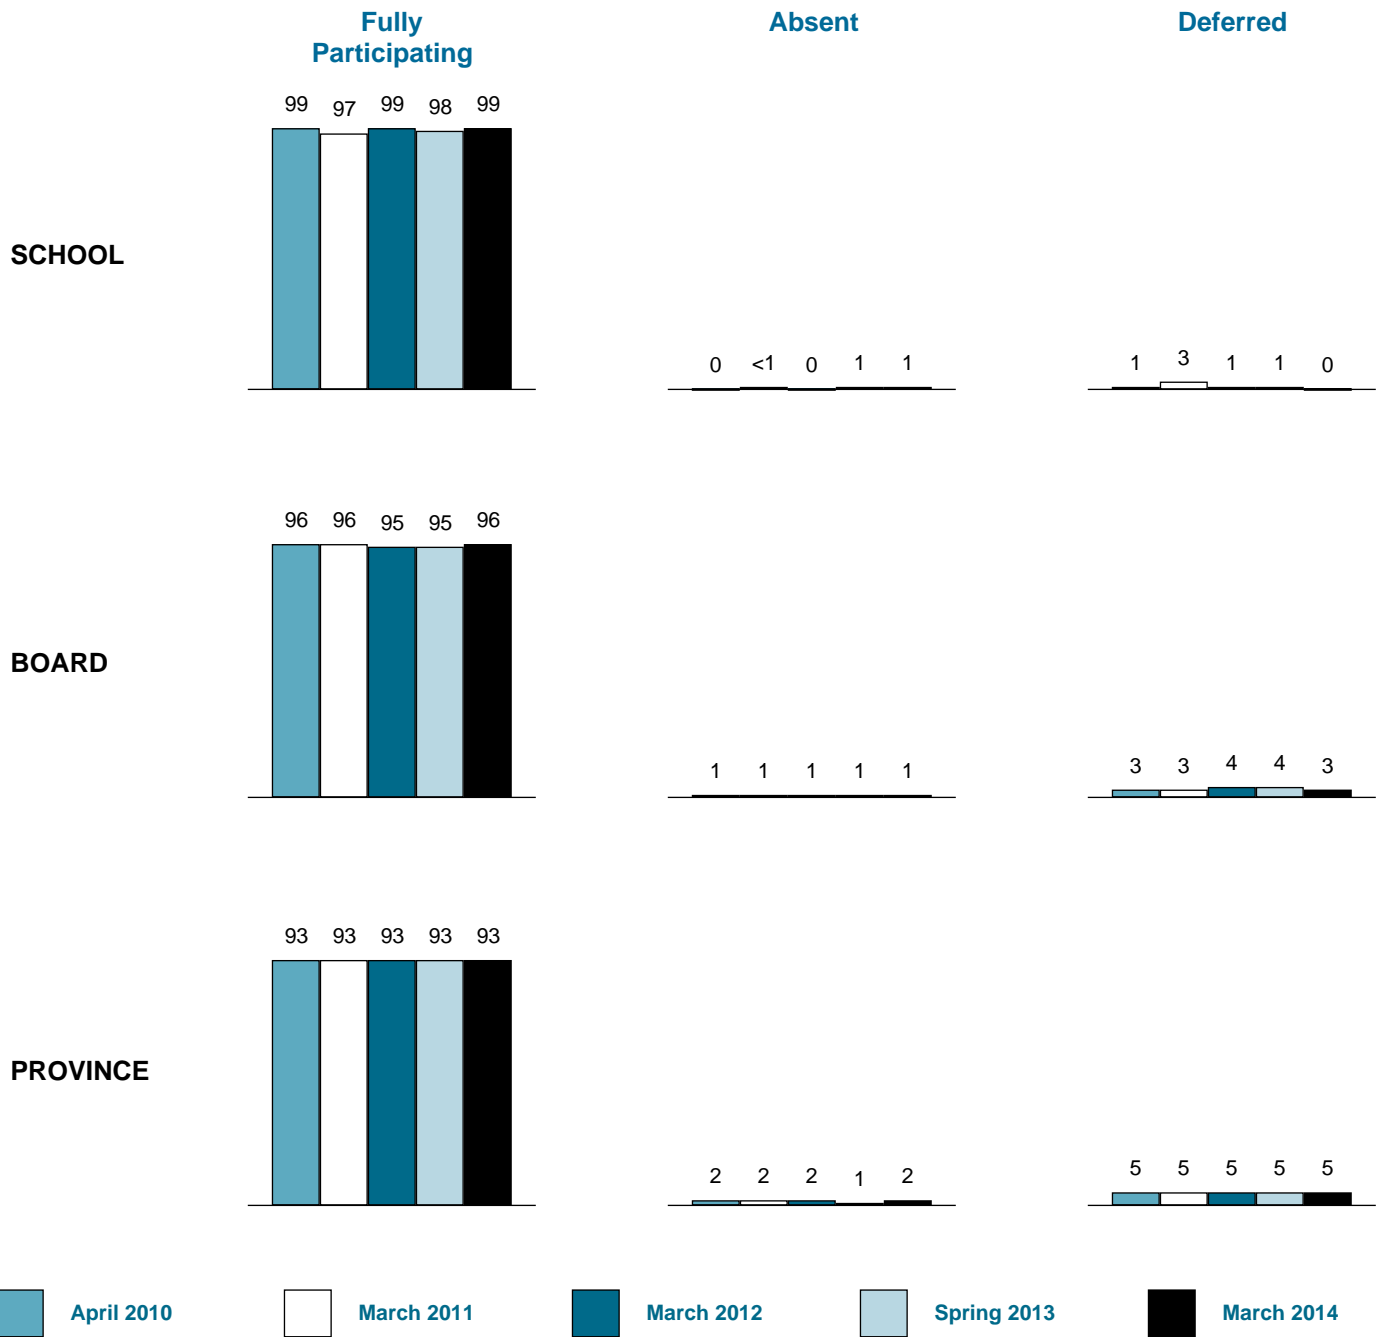 Fully Participating Absent Deferred
99 97 99 98 99
0 <1 0 1 1
1 3 1 1 0
SCHOOL
96 96 95 95 96
1 1 1 1 1
3 3 4 4 3
BOARD
93 93 93 93 93
2 2 2 1 2
5 5 5 5 5
PROVINCE
April 2010 March 2011 March 2012 Spring 2013 March 2014